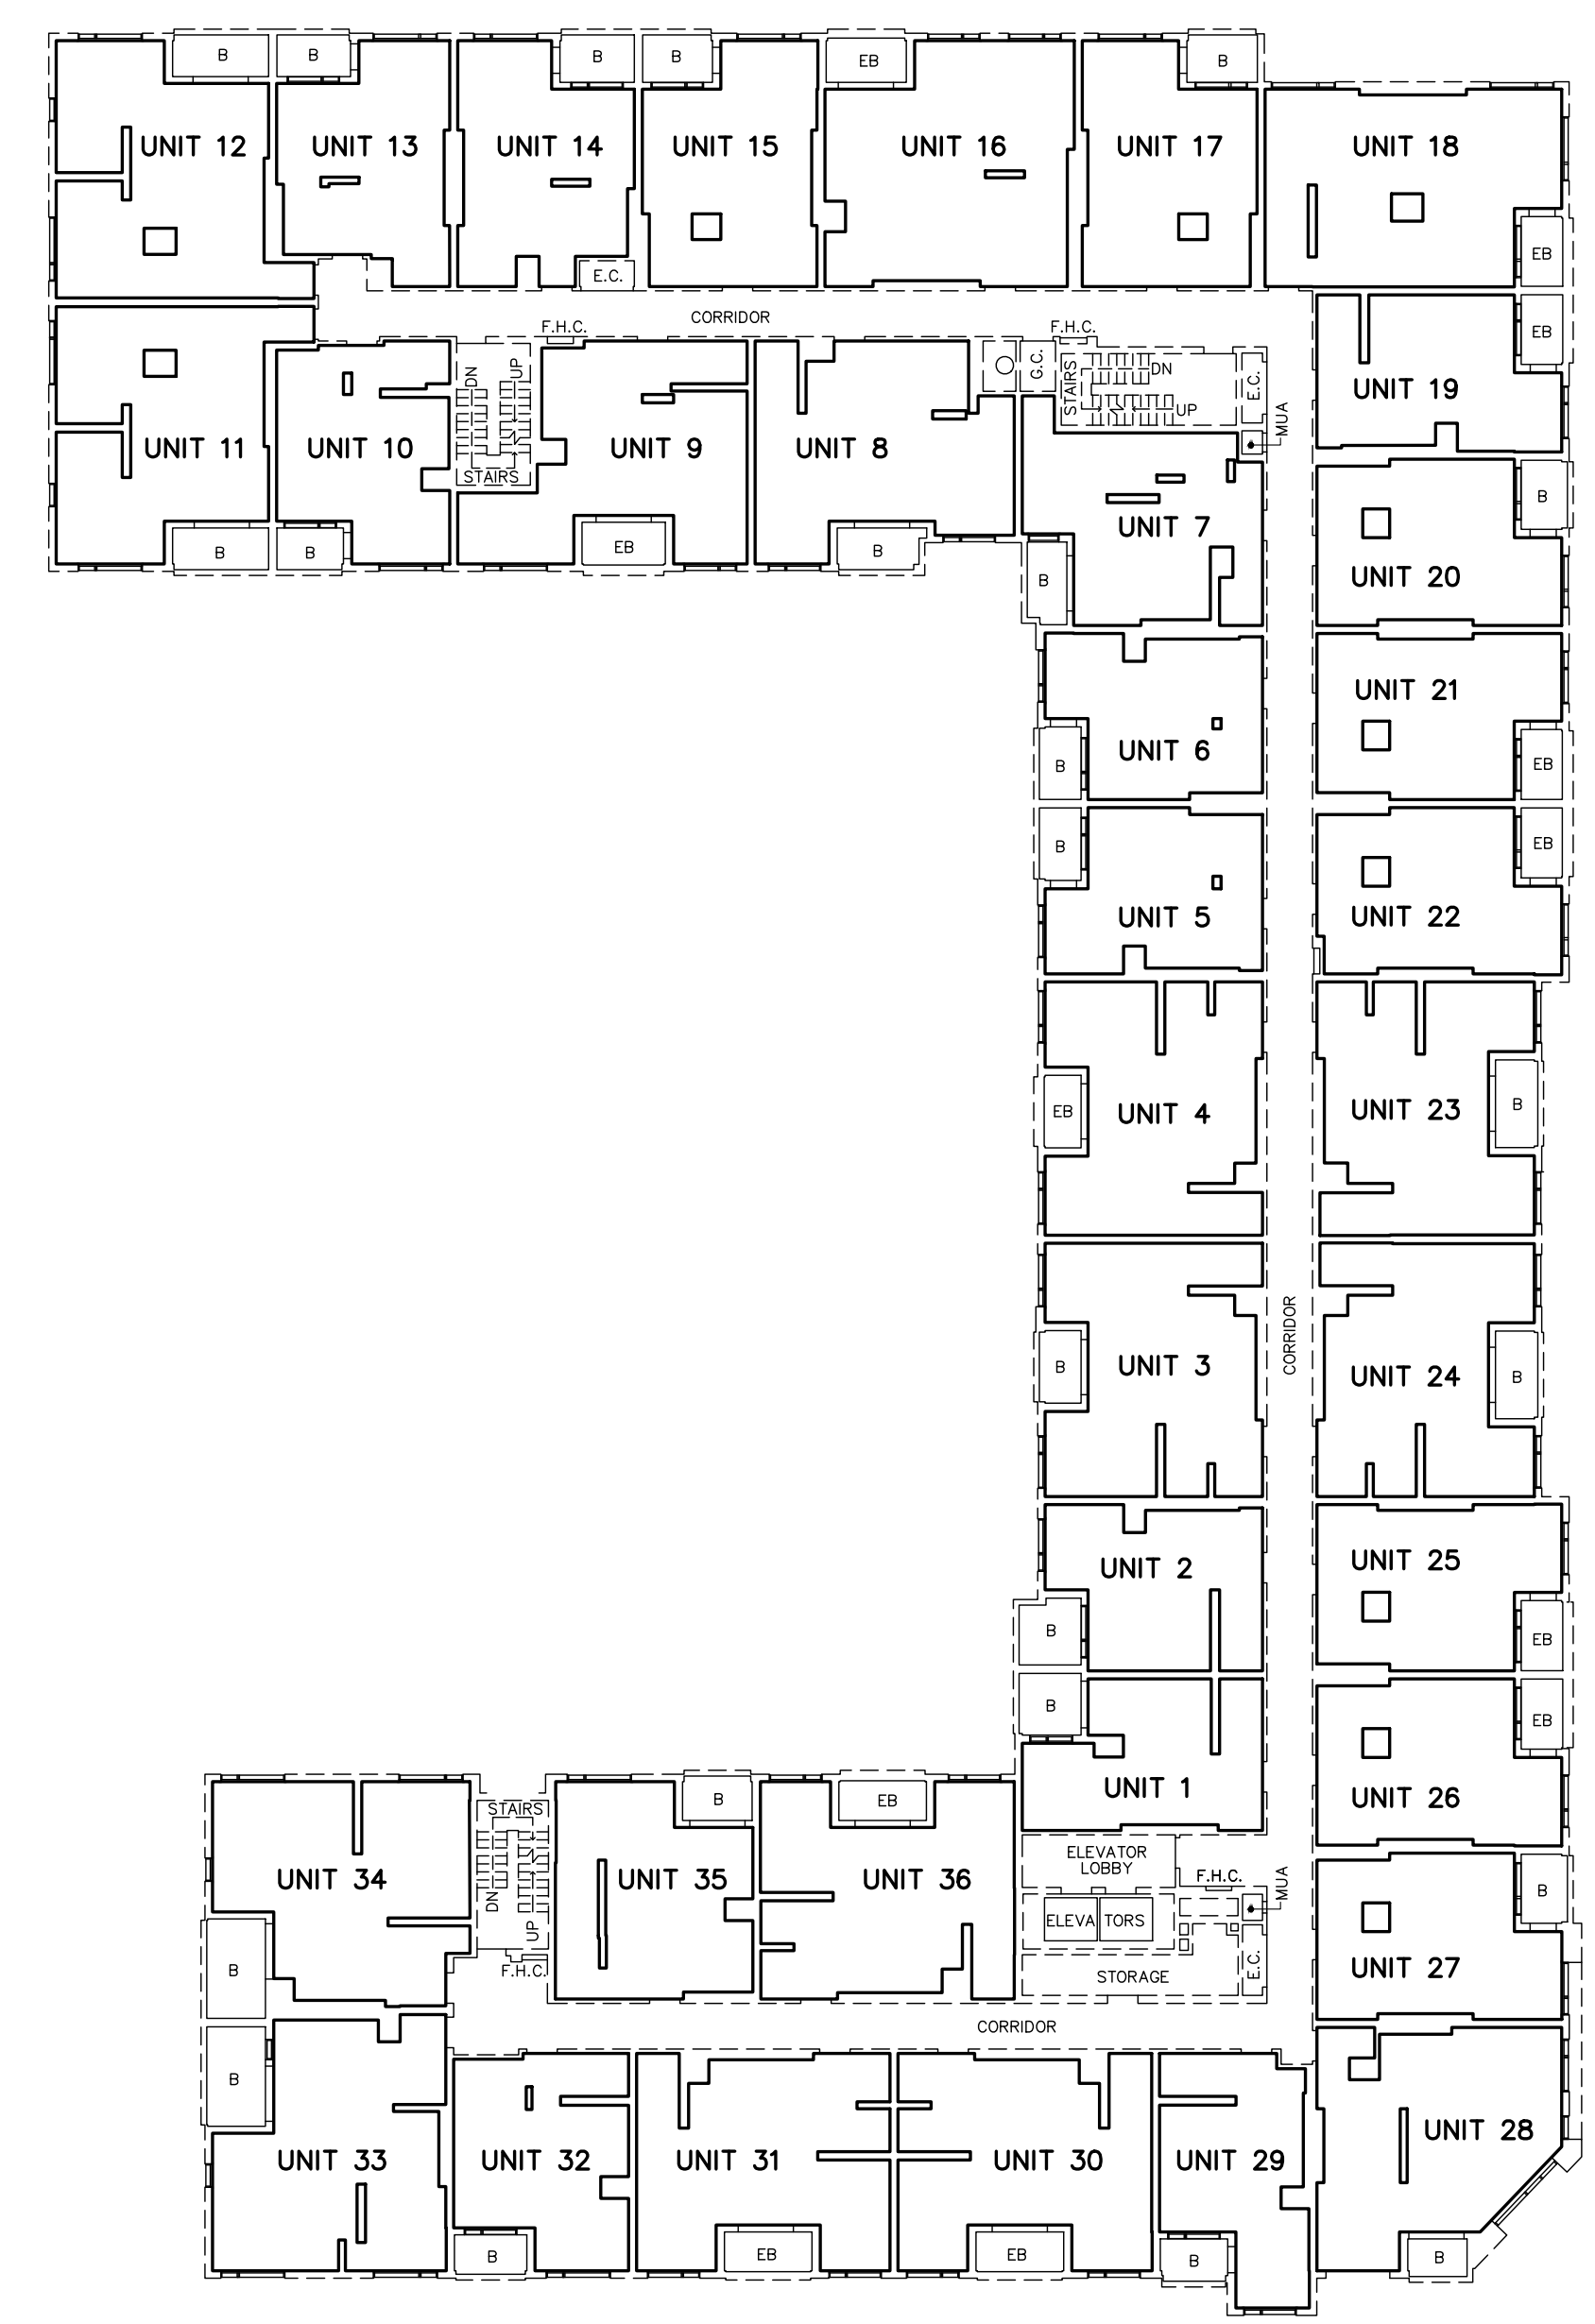 B
B
B
B
EB
B
UNIT 12
UNIT 13
UNIT 14
UNIT 15
UNIT 16
UNIT 17
UNIT 18
EB
E.C.
CORRIDOR
F.H.C.
F.H.C.
EB
DN
UP
STAIRS
G.C.
STAIRS
DN
UP
E.C.
MUA
UNIT 19
UNIT 11
UNIT 10
UNIT 9
UNIT 8
B
UNIT 7
B
B
EB
B
B
UNIT 20
UNIT 21
UNIT 6
B
EB
B
EB
UNIT 5
UNIT 22
EB
UNIT 4
UNIT 23
B
CORRIDOR
B
UNIT 3
UNIT 24
B
UNIT 2
UNIT 25
B
EB
B
EB
UNIT 1
UNIT 26
STAIRS
DN
UP
F.H.C.
B
EB
UNIT 34
UNIT 35
UNIT 36
ELEVATOR
LOBBY
F.H.C.
MUA
B
ELEVA TORS
B
STORAGE
E.C.
UNIT 27
CORRIDOR
B
UNIT 33
UNIT 32
UNIT 31
UNIT 30
UNIT 29
UNIT 28
B
EB
EB
B
B